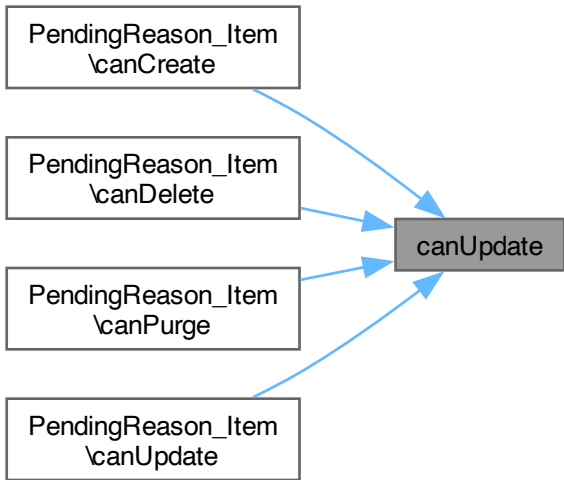 PendingReason_Item
\canCreate
PendingReason_Item
\canDelete
canUpdate
PendingReason_Item
\canPurge
PendingReason_Item
\canUpdate